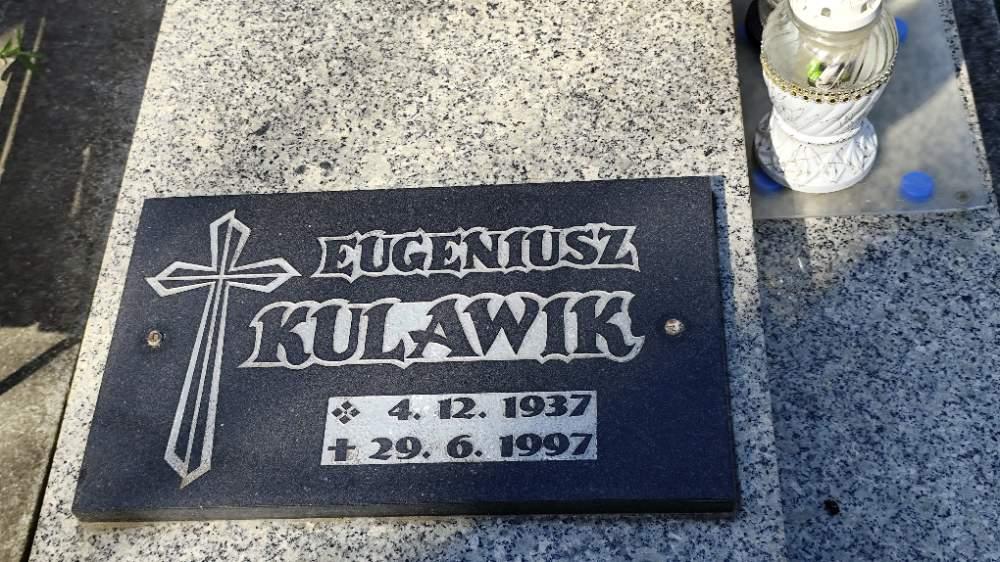 EUGENIUSZ
KULAWIK
4. 12. 1937
✝ 29. 6. 1997